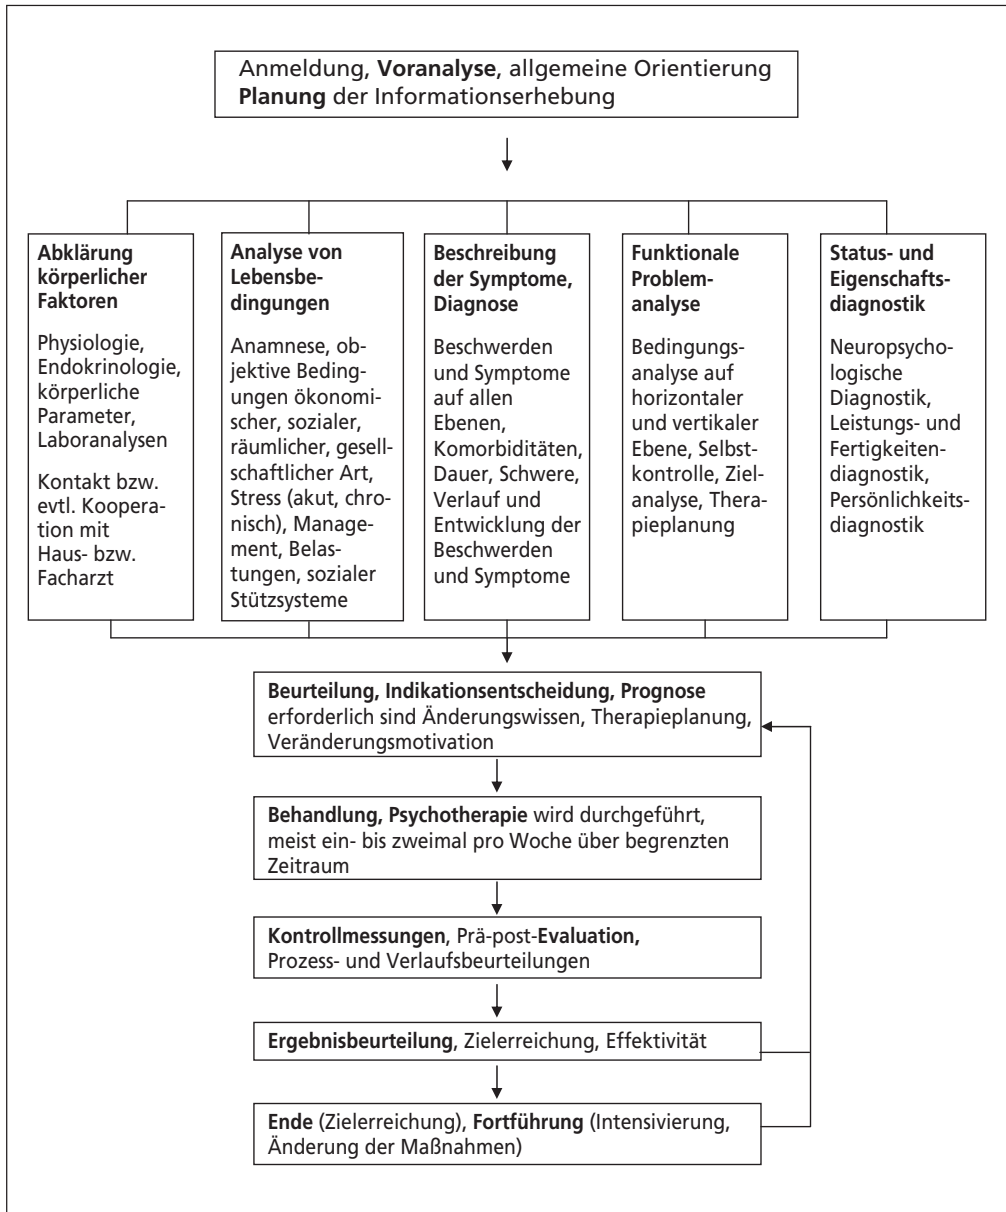 Anmeldung, Voranalyse, allgemeine Orientierung
Planung der Informationserhebung
Abklärung
körperlicher
Faktoren
Physiologie,
Endokrinologie,
körperliche
Parameter,
Laboranalysen
Kontakt bzw.
evtl. Koopera-
tion mit
Haus- bzw.
Facharzt
Analyse von
Lebensbe-
dingungen
Anamnese, ob-
jektive Bedin-
gungen ökonomi-
scher, sozialer,
räumlicher, gesell-
schaftlicher Art,
Stress (akut, chro-
nisch), Manage-
ment, Belas-
tungen, sozialer
Stützsysteme
Beschreibung
der Symptome,
Diagnose
Beschwerden
und Symptome
auf allen
Ebenen,
Komorbiditäten,
Dauer, Schwere,
Verlauf und
Entwicklung der
Beschwerden
und Symptome
Funktionale
Problem-
analyse
Bedingungs-
analyse auf
horizontaler
und vertikaler
Ebene, Selbst-
kontrolle, Ziel-
analyse, Thera-
pieplanung
Status- und
Eigenschafts-
diagnostik
Neuropsycho-
logische
Diagnostik,
Leistungs- und
Fertigkeiten-
diagnostik,
Persönlichkeits-
diagnostik
Beurteilung, Indikationsentscheidung, Prognose
erforderlich sind Änderungswissen, Therapieplanung,
Veränderungsmotivation
Behandlung, Psychotherapie wird durchgeführt,
meist ein- bis zweimal pro Woche über begrenzten
Zeitraum
Kontrollmessungen, Prä-post-Evaluation,
Prozess- und Verlaufsbeurteilungen
Ergebnisbeurteilung, Zielerreichung, Effektivität
Ende (Zielerreichung), Fortführung (Intensivierung,
Änderung der Maßnahmen)